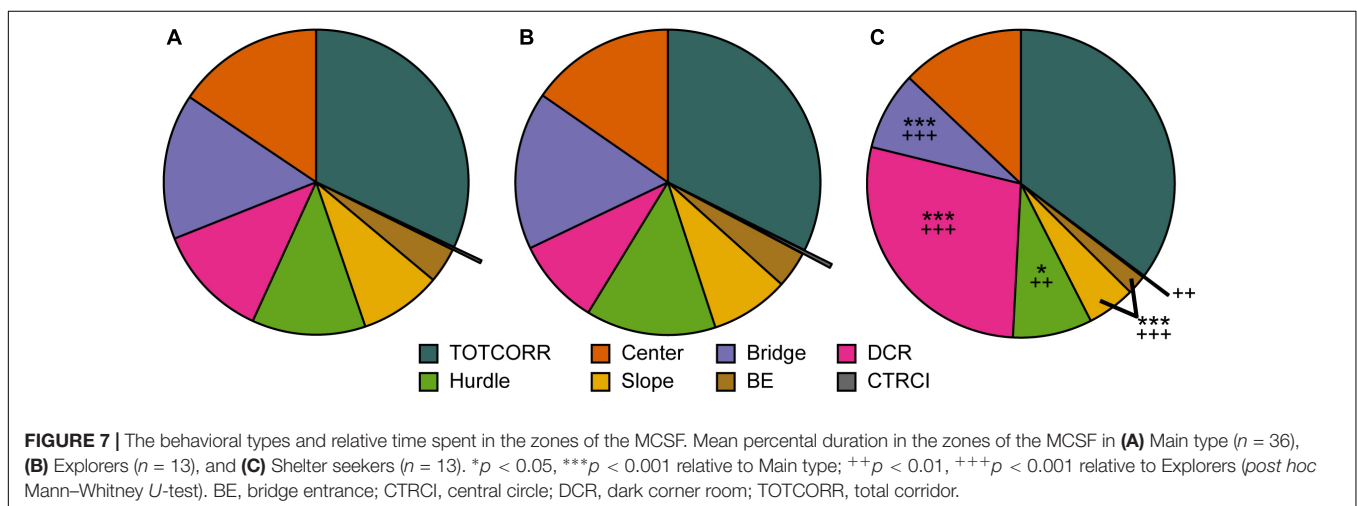 A
B
C
***
+++
***
+++
*
++
++
***
+++
TOTCORR Center Bridge DCR
Hurdle Slope BE CTRCI
FIGURE 7 | The behavioral types and relative time spent in the zones of the MCSF. Mean percental duration in the zones of the MCSF in (A) Main type (n = 36),
(B) Explorers (n = 13), and (C) Shelter seekers (n = 13). *p < 0.05, ***p < 0.001 relative to Main type; ++p < 0.01, +++p < 0.001 relative to Explorers (post hoc
Mann–Whitney U-test). BE, bridge entrance; CTRCI, central circle; DCR, dark corner room; TOTCORR, total corridor.